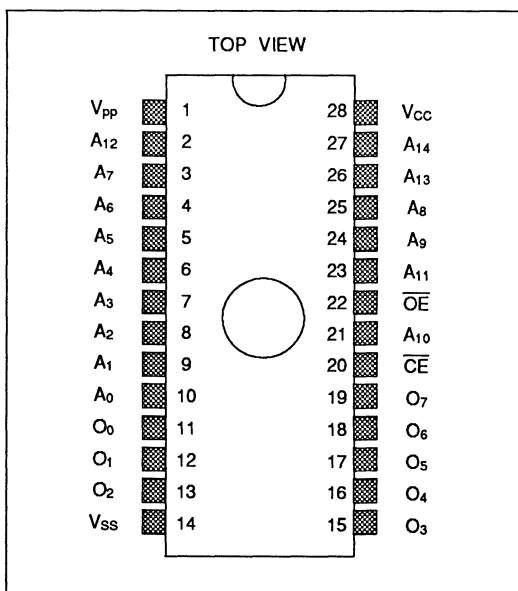 TOP VIEW
Vpp 1 28 VCC
A12 2 27 A14
A7 3 26 A13
A6 4 25 A8
A5 5 24 A9
A4 6 23 A11
A3 7 22 O̅E̅
A2 8 21 A10
A1 9 20 C̅E̅
A0 10 19 O7
O0 11 18 O6
O1 12 17 O5
O2 13 16 O4
VSS 14 15 O3